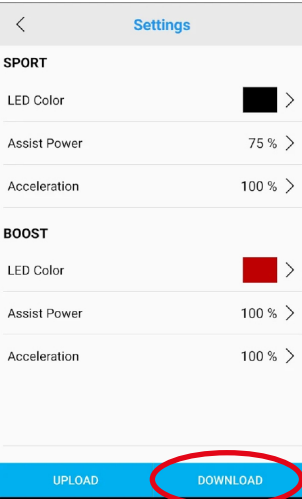 Settings
SPORT
LED Color
Assist Power 75 %
Acceleration 100 %
BOOST
LED Color
Assist Power 100 %
Acceleration 100 %
UPLOAD DOWNLOAD